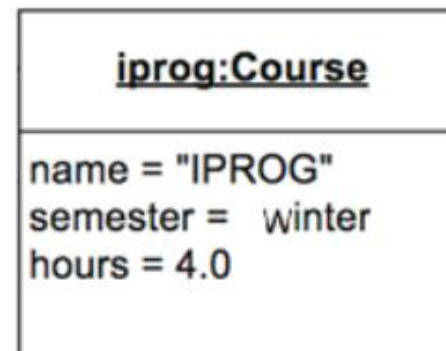 iprog:Course
name = "IPROG"
semester = winter
hours = 4.0